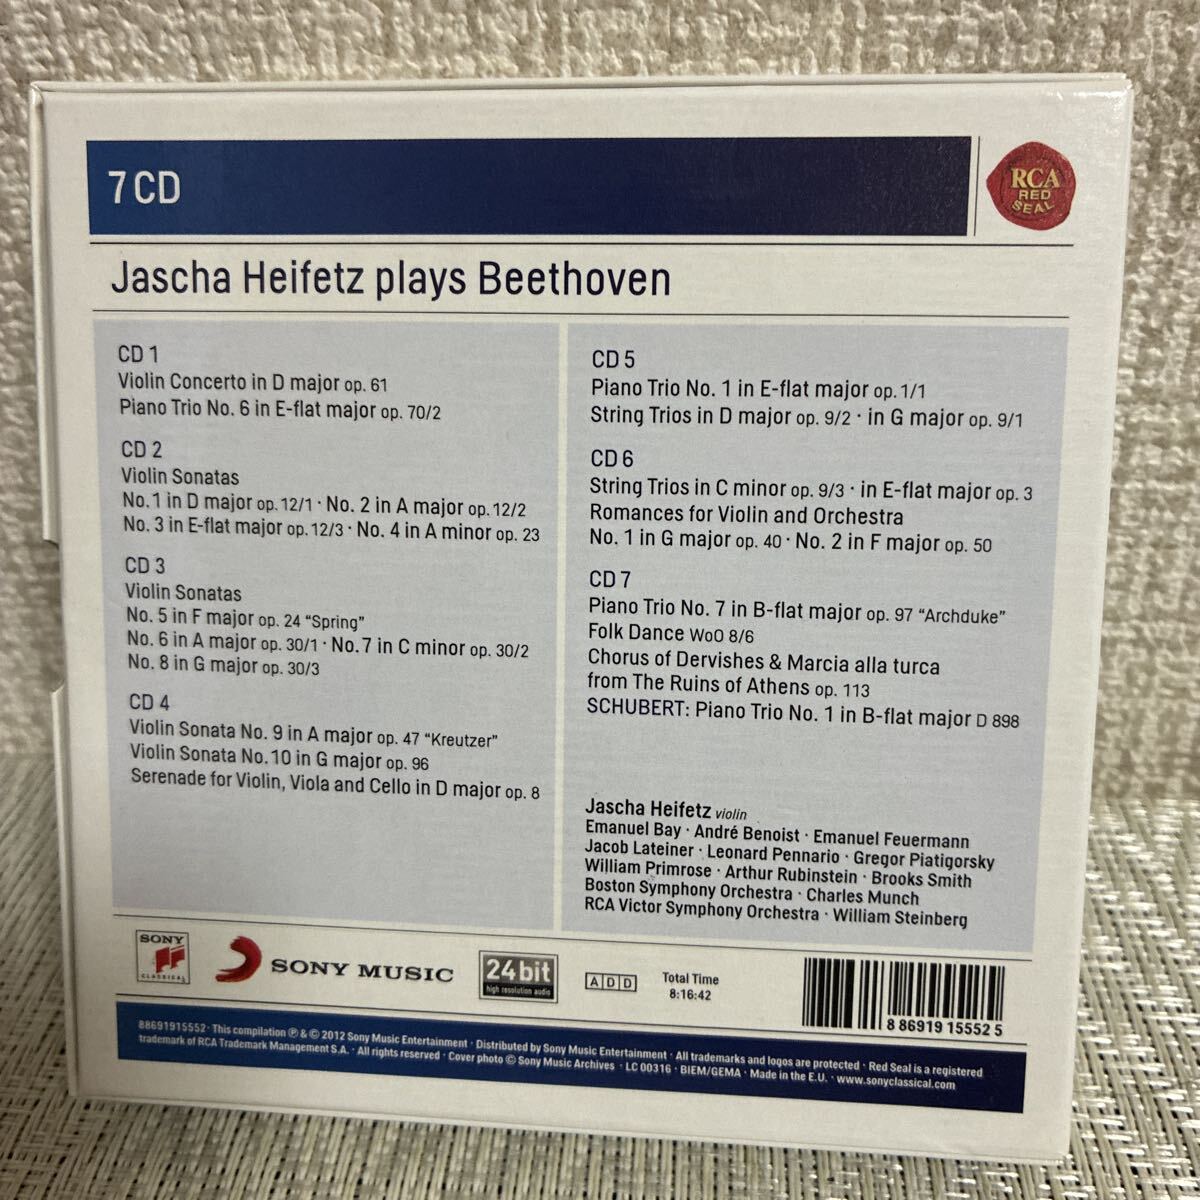 7 CD
RCA
RED
SEAL
Jascha Heifetz plays Beethoven
CD 1
Violin Concerto in D major op. 61
Piano Trio No. 6 in E-flat major op. 70/2
CD 2
Violin Sonatas
No. 1 in D major op. 12/1 · No. 2 in A major op. 12/2
No. 3 in E-flat major op. 12/3 · No. 4 in A minor op. 23
CD 3
Violin Sonatas
No. 5 in F major op. 24 “Spring”
No. 6 in A major op. 30/1 · No. 7 in C minor op. 30/2
No. 8 in G major op. 30/3
CD 4
Violin Sonata No. 9 in A major op. 47 “Kreutzer”
Violin Sonata No. 10 in G major op. 96
Serenade for Violin, Viola and Cello in D major op. 8
CD 5
Piano Trio No. 1 in E-flat major op. 1/1
String Trios in D major op. 9/2 · in G major op. 9/1
CD 6
String Trios in C minor op. 9/3 · in E-flat major op. 3
Romances for Violin and Orchestra
No. 1 in G major op. 40 · No. 2 in F major op. 50
CD 7
Piano Trio No. 7 in B-flat major op. 97 “Archduke”
Folk Dance WoO 8/6
Chorus of Dervishes & Marcia alla turca
from The Ruins of Athens op. 113
SCHUBERT: Piano Trio No. 1 in B-flat major D 898
Jascha Heifetz violin
Emanuel Bay · André Benoist · Emanuel Feuermann
Jacob Lateiner · Leonard Pennario · Gregor Piatigorsky
William Primrose · Arthur Rubinstein · Brooks Smith
Boston Symphony Orchestra · Charles Munch
RCA Victor Symphony Orchestra · William Steinberg
SONY
CLASSICAL
SONY MUSIC
24 bit
high resolution audio
A D D
Total Time
8:16:42
8 86919 15552 5
88691915552 · This compilation ℗ & © 2012 Sony Music Entertainment · Distributed by Sony Music Entertainment · All trademarks and logos are protected · Red Seal is a registered
trademark of RCA Trademark Management S.A. · All rights reserved · Cover photo © Sony Music Archives · LC 00316 · BIEM/GEMA · Made in the E.U. · www.sonyclassical.com